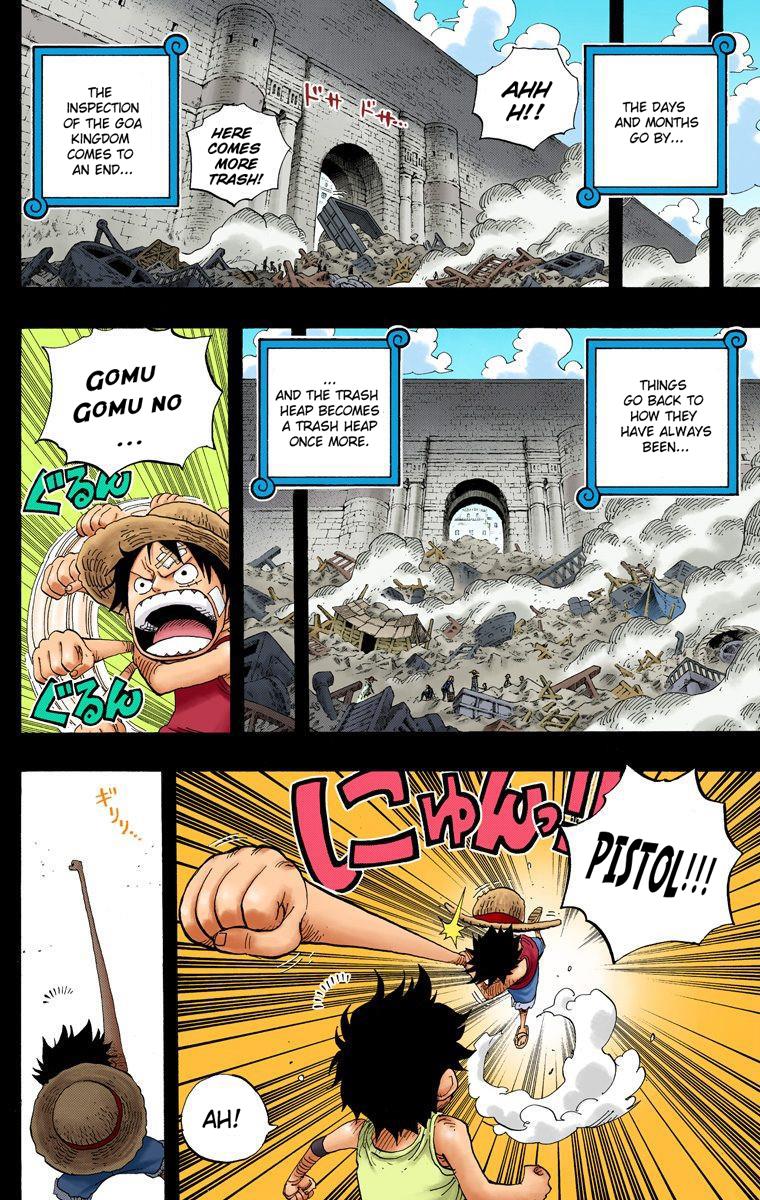 THE DAYS
AND MONTHS
GO BY...
AHH
H!!
ドサ ドサ...
HERE
COMES
MORE
TRASH!
THE
INSPECTION
OF THE GOA
KINGDOM
COMES TO
AN END...
THINGS
GO BACK TO
HOW THEY
HAVE ALWAYS
BEEN...
...
AND THE TRASH
HEAP BECOMES
A TRASH HEAP
ONCE MORE.
GOMU
GOMU NO
...
ぐるん
ぐるん
PISTOL!!!
にゅんっ!!
AH!
ギリリ...